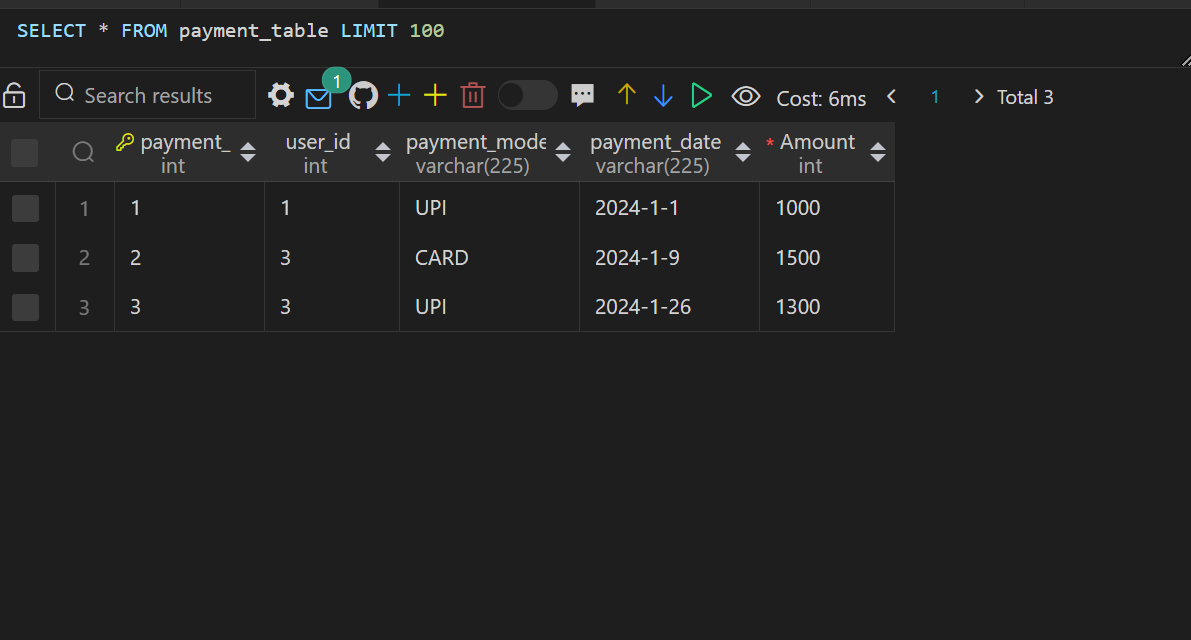 SELECT * FROM payment_table LIMIT 100
Search results 1 Cost: 6ms 1 Total 3
payment_ user_id payment_mode payment_date * Amount
int int varchar(225) varchar(225) int
1 1 1 UPI 2024-1-1 1000
2 2 3 CARD 2024-1-9 1500
3 3 3 UPI 2024-1-26 1300